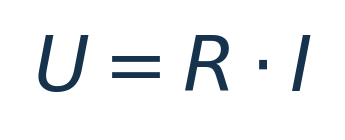 U = R · I